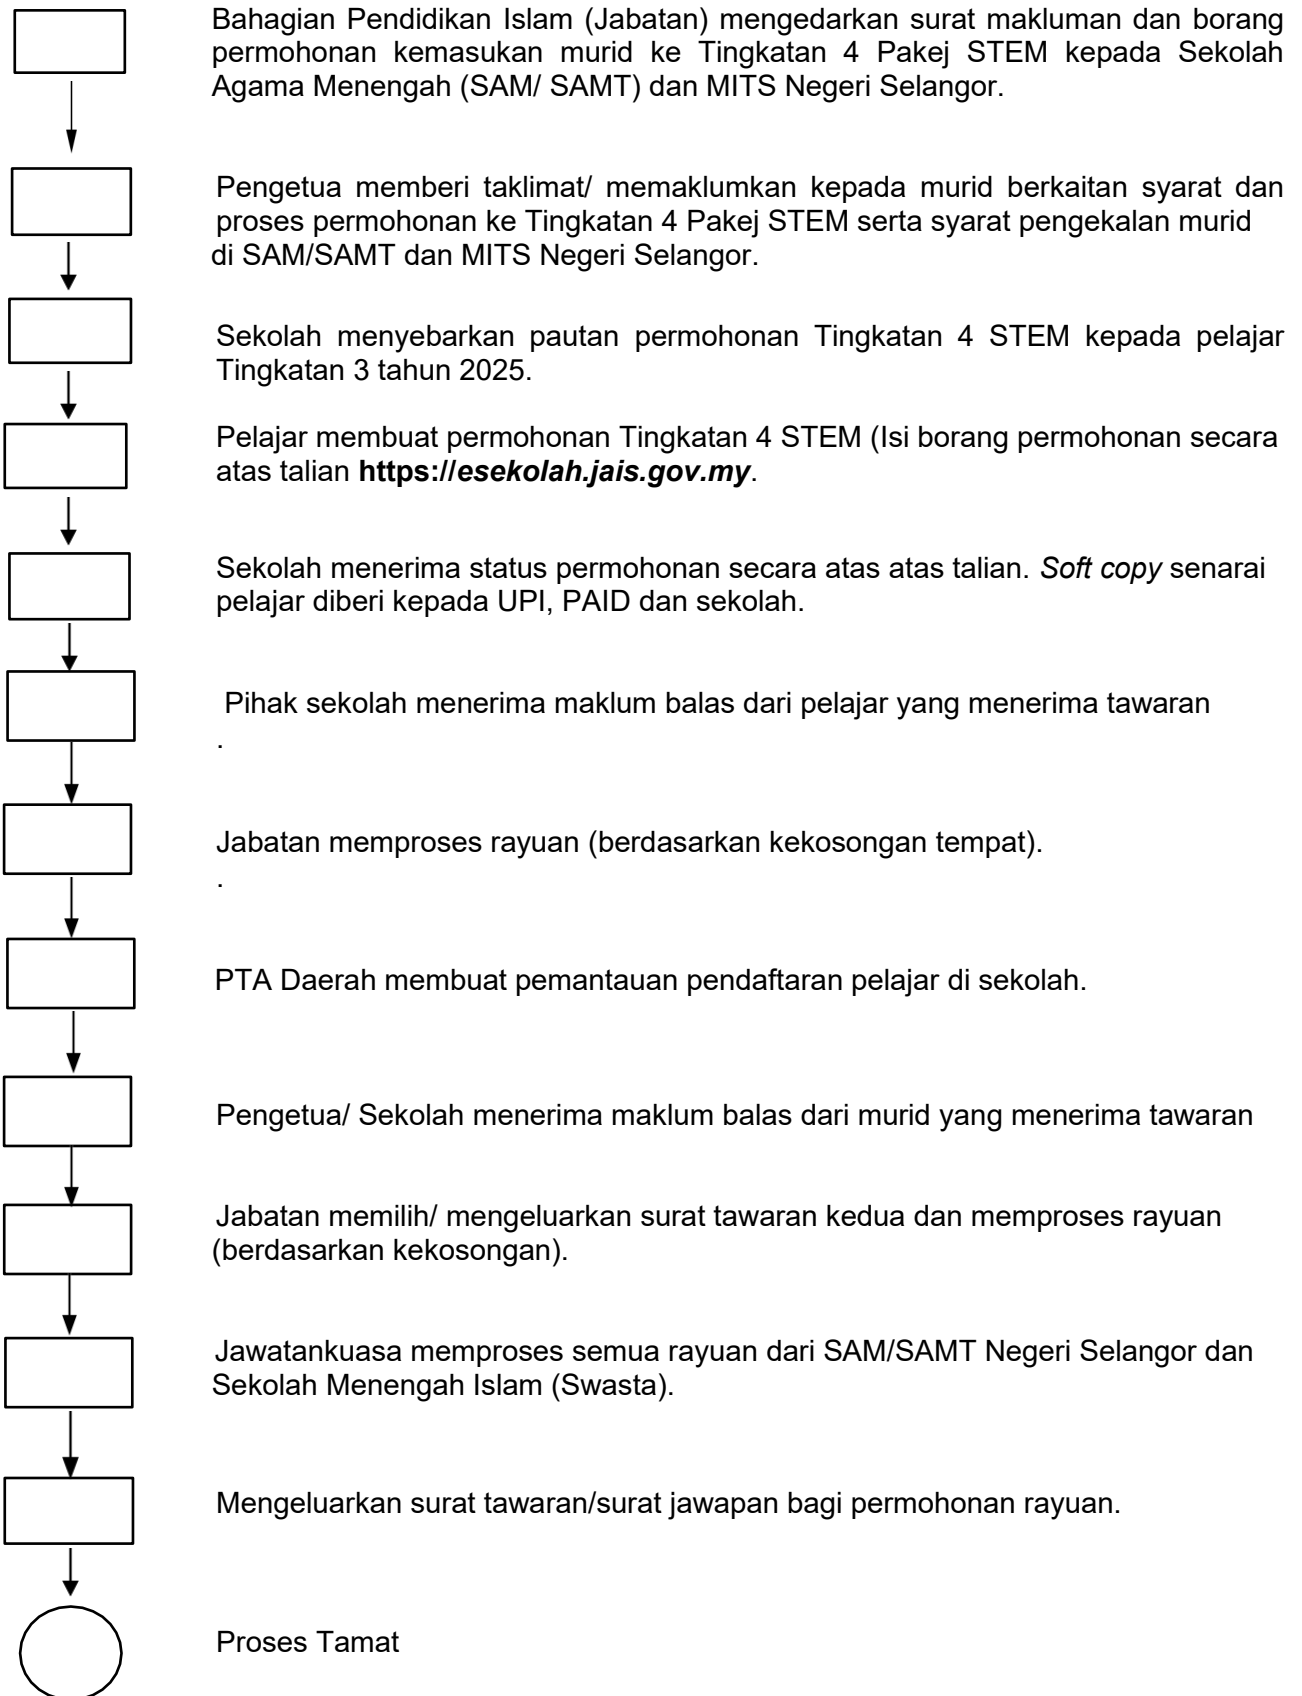 Bahagian Pendidikan Islam (Jabatan) mengedarkan surat makluman dan borang
permohonan kemasukan murid ke Tingkatan 4 Pakej STEM kepada Sekolah
Agama Menengah (SAM/ SAMT) dan MITS Negeri Selangor.
Pengetua memberi taklimat/ memaklumkan kepada murid berkaitan syarat dan
proses permohonan ke Tingkatan 4 Pakej STEM serta syarat pengekalan murid
di SAM/SAMT dan MITS Negeri Selangor.
Sekolah menyebarkan pautan permohonan Tingkatan 4 STEM kepada pelajar
Tingkatan 3 tahun 2025.
Pelajar membuat permohonan Tingkatan 4 STEM (Isi borang permohonan secara
atas talian https://esekolah.jais.gov.my.
Sekolah menerima status permohonan secara atas atas talian. Soft copy senarai
pelajar diberi kepada UPI, PAID dan sekolah.
Pihak sekolah menerima maklum balas dari pelajar yang menerima tawaran
.
Jabatan memproses rayuan (berdasarkan kekosongan tempat).
.
PTA Daerah membuat pemantauan pendaftaran pelajar di sekolah.
Pengetua/ Sekolah menerima maklum balas dari murid yang menerima tawaran
Jabatan memilih/ mengeluarkan surat tawaran kedua dan memproses rayuan
(berdasarkan kekosongan).
Jawatankuasa memproses semua rayuan dari SAM/SAMT Negeri Selangor dan
Sekolah Menengah Islam (Swasta).
Mengeluarkan surat tawaran/surat jawapan bagi permohonan rayuan.
Proses Tamat